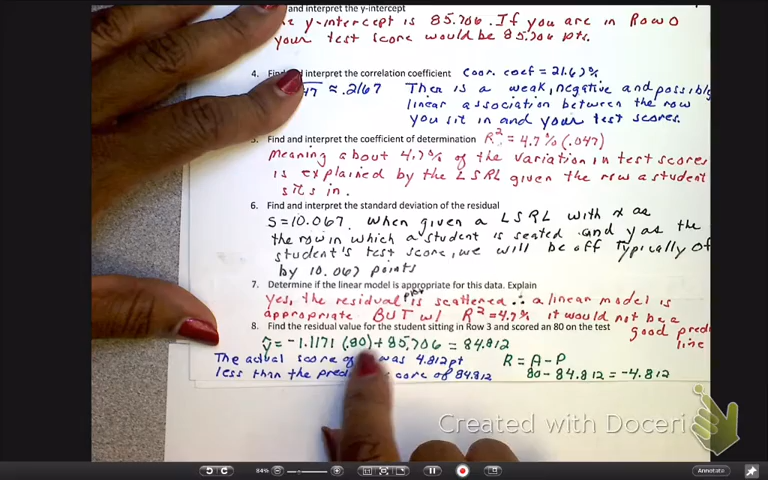 and interpret the y-intercept
y-intercept is 85.706. If you are in Row 0
your test score would be 85.706 pts.
4. Find and interpret the correlation coefficient Coor. coef = 21.67%
≈ .2167 There is a weak, negative and possibl
linear association between the row
you sit in and your test scores.
Find and interpret the coefficient of determination R² = 4.7% (.047)
Meaning about 4.7% of the variation in test scores
is explained by the LSRL given the row a student
sits in.
6. Find and interpret the standard deviation of the residual
S=10.067. When given a LSRL with x as
the row in which a student is seated and y as the
student's test score, we will be off typically of
by 10.067 points
7. Determine if the linear model is appropriate for this data. Explain
Yes, the residual plot is scattered ∴ a linear model is
appropriate BUT w/ R² = 4.7% it would not be a
good pred
line
8. Find the residual value for the student sitting in Row 3 and scored an 80 on the test
ŷ = -1.1171 (80) + 85.706 = 84.812
The actual score of was 4.812 pt R = A - P
less than the pred core of 84.812 80 - 84.812 = -4.812
Created with Doceri
84%
Annotate